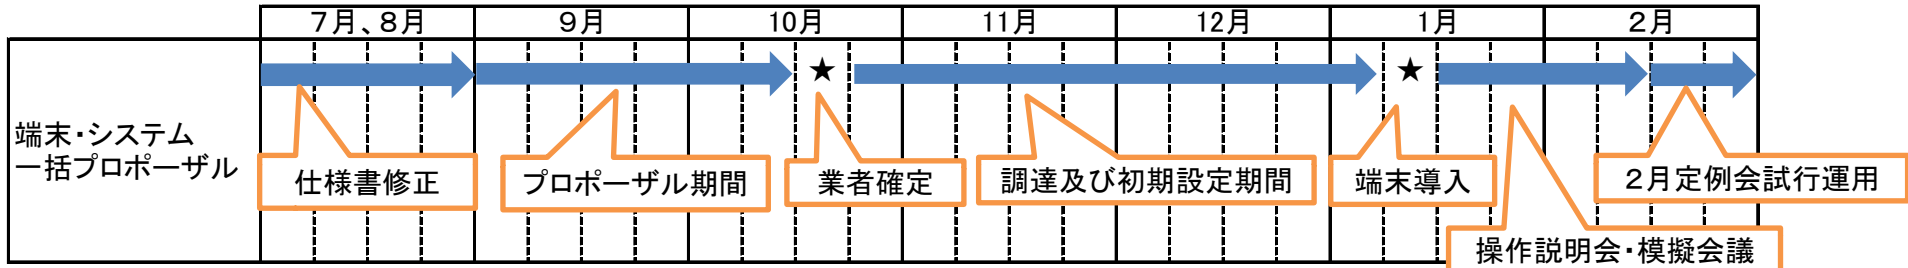 7月、8月
9月
10月
11月
12月
1月
2月
★
★
端末・システム
一括プロポーザル
仕様書修正
プロポーザル期間
業者確定
調達及び初期設定期間
端末導入
2月定例会試行運用
操作説明会・模擬会議